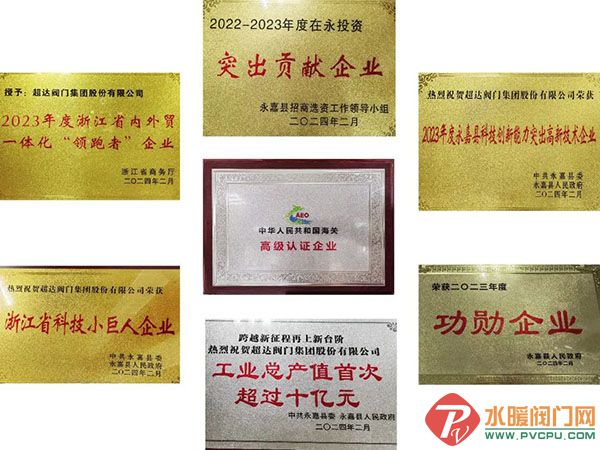 2022-2023年度在永投资
突出贡献企业
永嘉县招商选资工作领导小组
二〇二四年二月
授予：超达阀门集团股份有限公司
2023年度浙江省内外贸
一体化“领跑者”企业
浙江省商务厅
二〇二四年二月
热烈祝贺超达阀门集团股份有限公司荣获
2023年度永嘉县科技创新能力突出高新技术企业
中共永嘉县委
永嘉县人民政府
二〇二四年二月
AEO
中华人民共和国海关
高级认证企业
热烈祝贺超达阀门集团股份有限公司荣获
浙江省科技小巨人企业
中共永嘉县委
永嘉县人民政府
二〇二四年二月
跨越新征程再上新台阶
热烈祝贺超达阀门集团股份有限公司
工业总产值首次
超过十亿元
中共永嘉县委 永嘉县人民政府
二〇二四年二月
荣获二〇二三年度
功勋企业
永嘉县人民政府
二〇二四年二月
PV
水暖阀门网
www.PVCPU.com